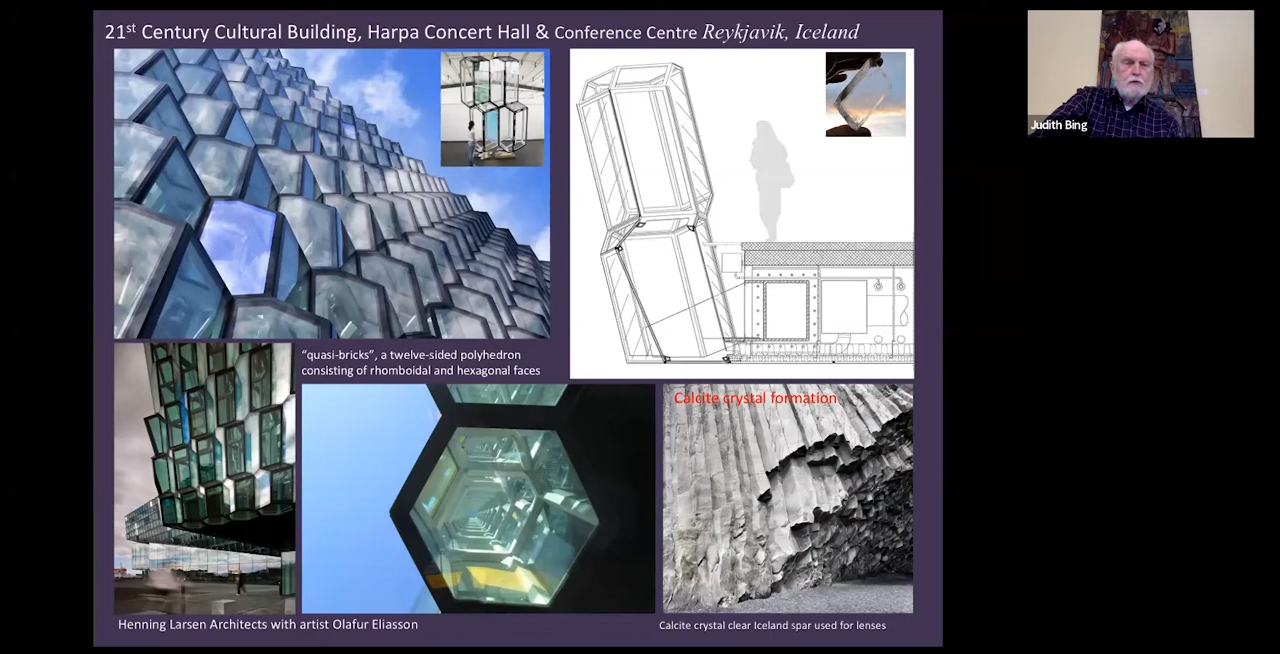 21st Century Cultural Building, Harpa Concert Hall & Conference Centre Reykjavik, Iceland
Judith Bing
"quasi-bricks", a twelve-sided polyhedron
consisting of rhomboidal and hexagonal faces
Calcite crystal formation
Henning Larsen Architects with artist Olafur Eliasson
Calcite crystal clear Iceland spar used for lenses